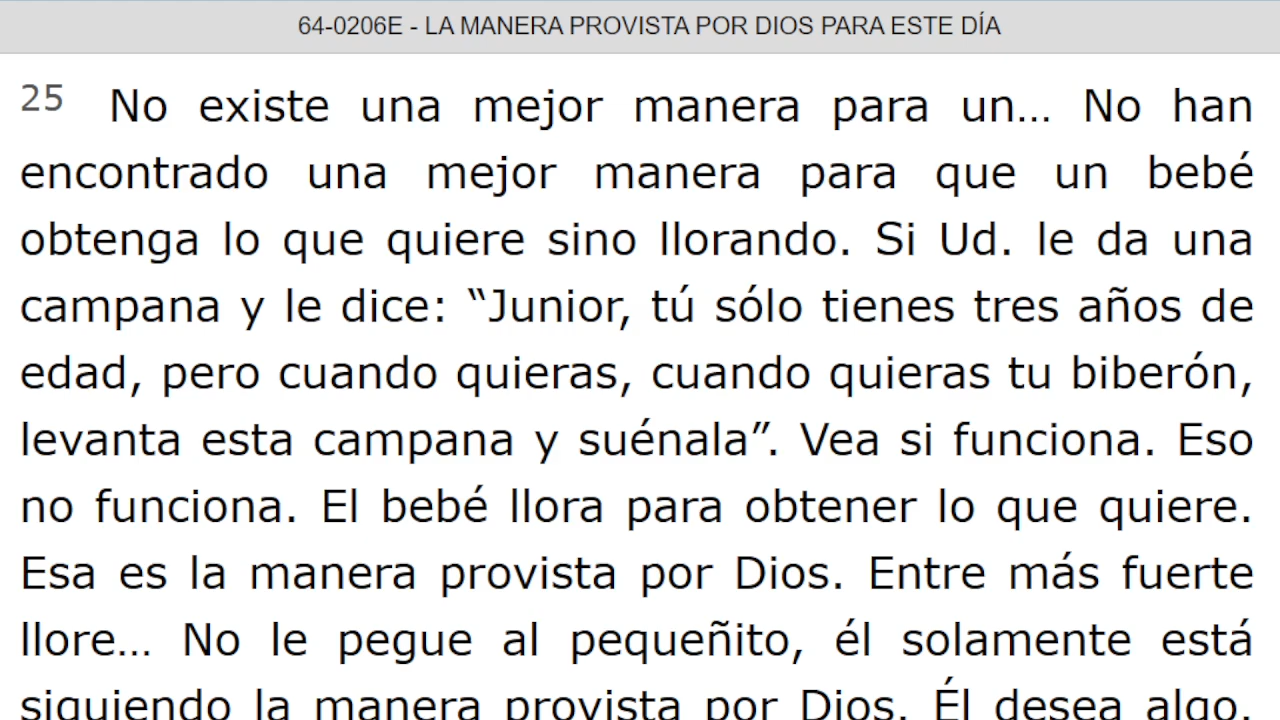 64-0206E - LA MANERA PROVISTA POR DIOS PARA ESTE DÍA
25 No existe una mejor manera para un… No han
encontrado una mejor manera para que un bebé
obtenga lo que quiere sino llorando. Si Ud. le da una
campana y le dice: “Junior, tú sólo tienes tres años de
edad, pero cuando quieras, cuando quieras tu biberón,
levanta esta campana y suénala”. Vea si funciona. Eso
no funciona. El bebé llora para obtener lo que quiere.
Esa es la manera provista por Dios. Entre más fuerte
llore… No le pegue al pequeñito, él solamente está
siguiendo la manera provista por Dios. Él desea algo.